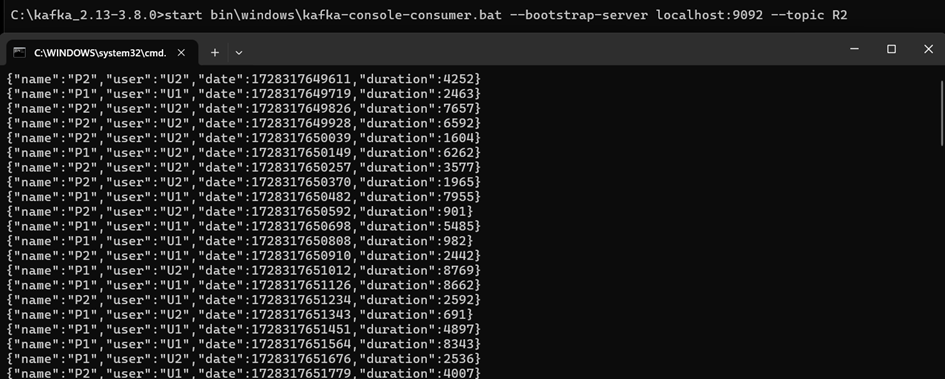 C:\kafka_2.13-3.8.0>start bin\windows\kafka-console-consumer.bat --bootstrap-server localhost:9092 --topic R2
C:\WINDOWS\system32\cmd.
{"name":"P2","user":"U2","date":1728317649611,"duration":4252}
{"name":"P1","user":"U1","date":1728317649719,"duration":2463}
{"name":"P2","user":"U2","date":1728317649826,"duration":7657}
{"name":"P2","user":"U2","date":1728317649928,"duration":6592}
{"name":"P2","user":"U2","date":1728317650039,"duration":1604}
{"name":"P1","user":"U2","date":1728317650149,"duration":6262}
{"name":"P2","user":"U2","date":1728317650257,"duration":3577}
{"name":"P2","user":"U2","date":1728317650370,"duration":1965}
{"name":"P1","user":"U1","date":1728317650482,"duration":7955}
{"name":"P2","user":"U2","date":1728317650592,"duration":901}
{"name":"P1","user":"U1","date":1728317650698,"duration":5485}
{"name":"P1","user":"U1","date":1728317650808,"duration":982}
{"name":"P2","user":"U1","date":1728317650910,"duration":2442}
{"name":"P1","user":"U2","date":1728317651012,"duration":8769}
{"name":"P1","user":"U1","date":1728317651126,"duration":8662}
{"name":"P2","user":"U1","date":1728317651234,"duration":2592}
{"name":"P1","user":"U2","date":1728317651343,"duration":691}
{"name":"P1","user":"U1","date":1728317651451,"duration":4897}
{"name":"P1","user":"U1","date":1728317651564,"duration":8343}
{"name":"P1","user":"U2","date":1728317651676,"duration":2536}
{"name":"P2","user":"U1","date":1728317651779,"duration":4007}